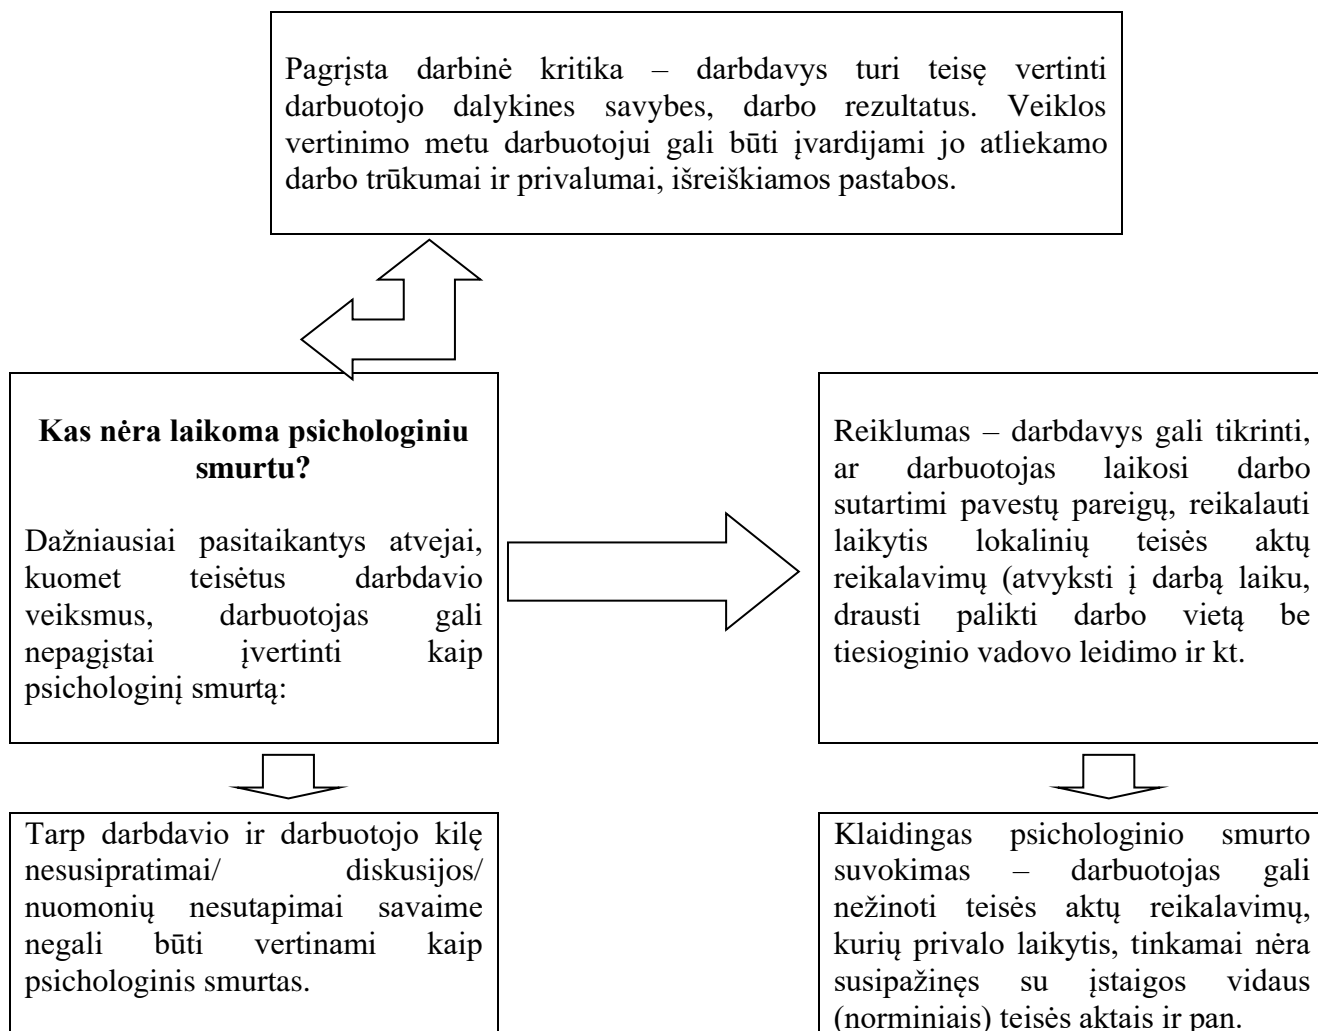 Pagrįsta darbinė kritika – darbdavys turi teisę vertinti
darbuotojo dalykines savybes, darbo rezultatus. Veiklos
vertinimo metu darbuotojui gali būti įvardijami jo atliekamo
darbo trūkumai ir privalumai, išreiškiamos pastabos.
Kas nėra laikoma psichologiniu
smurtu?
Dažniausiai pasitaikantys atvejai,
kuomet teisėtus darbdavio
veiksmus, darbuotojas gali
nepagįstai įvertinti kaip
psichologinį smurtą:
Reiklumas – darbdavys gali tikrinti,
ar darbuotojas laikosi darbo
sutartimi pavestų pareigų, reikalauti
laikytis lokalinių teisės aktų
reikalavimų (atvykti į darbą laiku,
drausti palikti darbo vietą be
tiesioginio vadovo leidimo ir kt.
Tarp darbdavio ir darbuotojo kilę
nesusipratimai/ diskusijos/
nuomonių nesutapimai savaime
negali būti vertinami kaip
psichologinis smurtas.
Klaidingas psichologinio smurto
suvokimas – darbuotojas gali
nežinoti teisės aktų reikalavimų,
kurių privalo laikytis, tinkamai nėra
susipažinęs su įstaigos vidaus
(norminiais) teisės aktais ir pan.